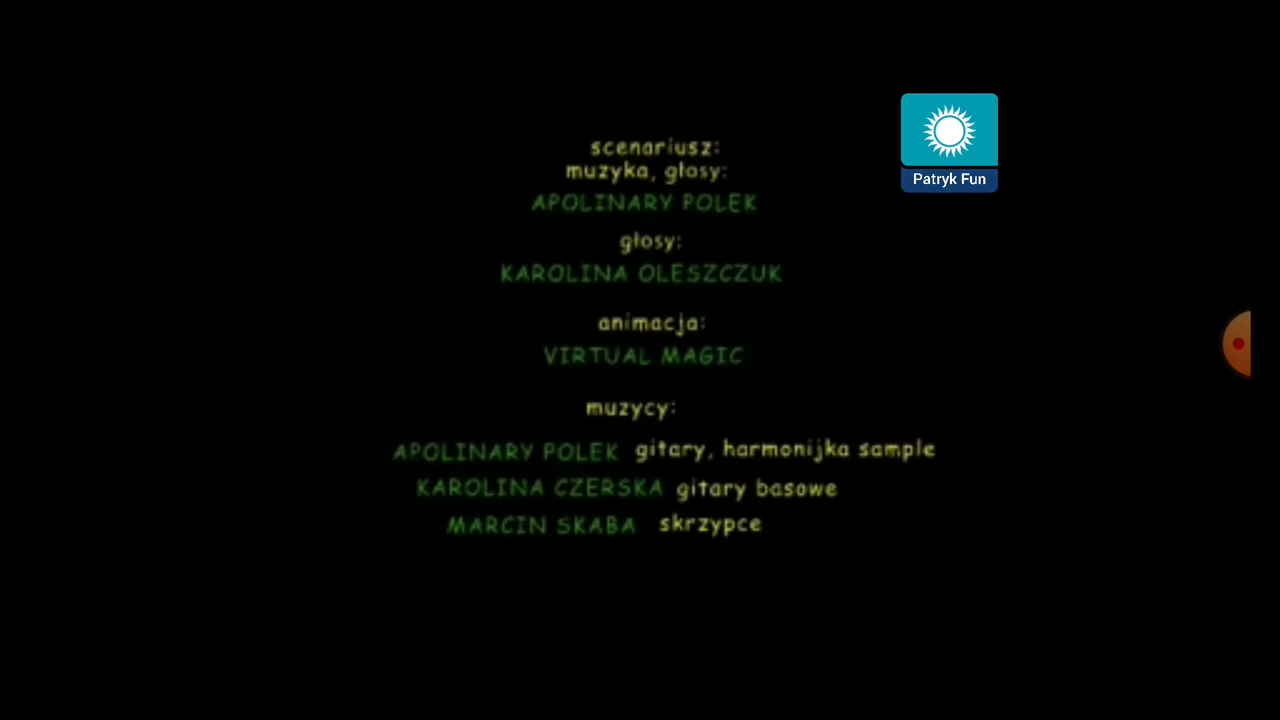 scenariusz:
muzyka, głosy:
APOLINARY POLEK
głosy:
KAROLINA OLESZCZUK
animacja:
VIRTUAL MAGIC
muzycy:
APOLINARY POLEK gitary, harmonijka sample
KAROLINA CZERSKA gitary basowe
MARCIN SKABA skrzypce
Patryk Fun